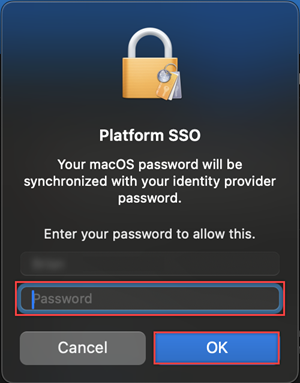 Platform SSO
Your macOS password will be
synchronized with your identity provider
password.
Enter your password to allow this.
Password
Cancel
OK